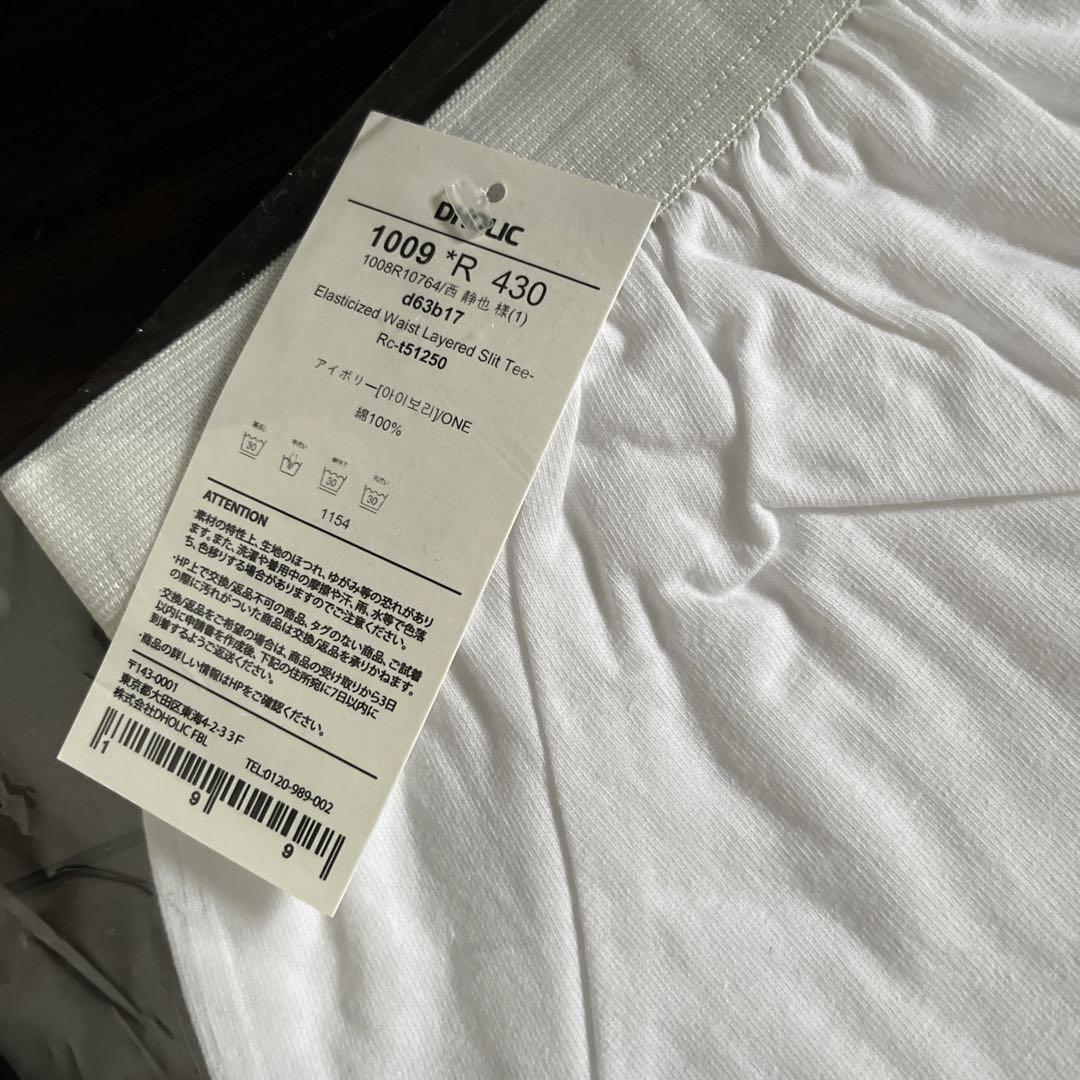 DHOLIC
1009 *R 430
1008R10764/西 静也 様(1)
d63b17
Elasticized Waist Layered Slit Tee-
Rc-t51250
アイボリー[아이보리]/ONE
綿100%
30
手洗い
30
30
1154
ATTENTION
・素材の特性上、生地のほつれ、ゆがみ等の恐れがあり
ます。また、洗濯や着用中の摩擦や汗、雨、水等で色落
ち、色移りする場合がありますのでご注意ください。
・HP上で交換/返品不可の商品、タグのない商品、ご試着
の際に汚れがついた商品は交換/返品を承りかねます。
交換/返品をご希望の場合は、商品の受け取りから3日
以内に申請書を作成後、下記の住所宛に7日以内に
到着するようご返送ください。
・商品の詳しい情報はHPをご確認ください。
〒143-0001
東京都大田区東海4-2-3 3F
株式会社DHOLIC FBL
TEL:0120-989-002
1 9 9